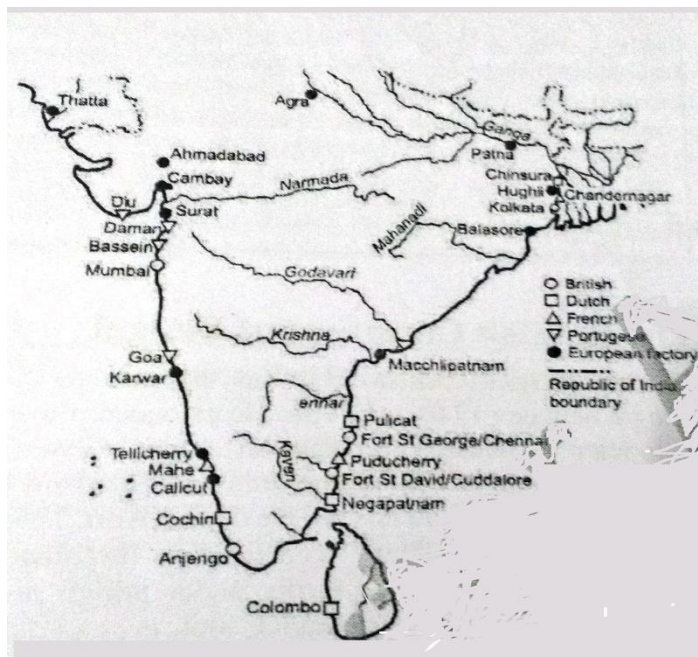 Thatta
Agra
Ganga
Ahmadabad
Patna
Cambay
Narmada
Chinsura
Hughli
Chandernagar
Diu
Surat
Kolkata
Daman
Mahanadi
Balasore
Bassein
Mumbai
Godavari
British
Dutch
French
Portugese
European factory
Republic of India
boundary
Krishna
Goa
Macchlipatnam
Karwar
ennar
Pulicat
Fort St George/Chennai
Tellicherry
Kaveri
Mahe
Puducherry
Calicut
Fort St David/Cuddalore
Negapatnam
Cochin
Anjengo
Colombo